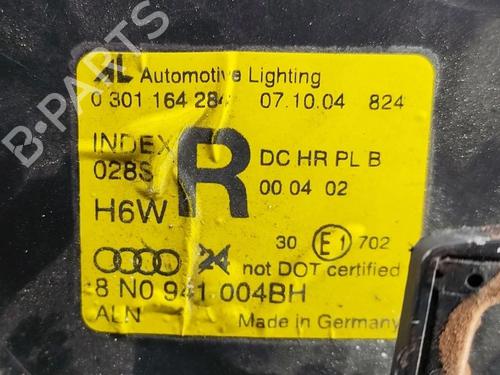 AL Automotive Lighting
0 301 164 284 07.10.04 824
INDEX
028S
R
DC HR PL B
00 04 02
H6W
30 E1 702
24 not DOT certified
8 N0 941 004BH
ALN Made in Germany
B-PARTS